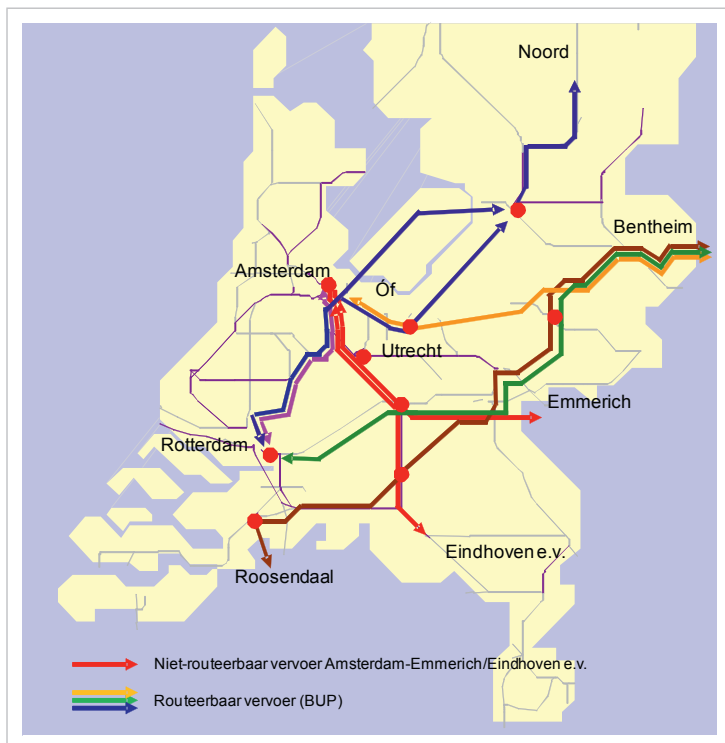 Noord
Bentheim
Amsterdam
Óf
Utrecht
Emmerich
Rotterdam
Eindhoven e.v.
Roosendaal
Niet-routeerbaar vervoer Amsterdam-Emmerich/Eindhoven e.v.
Routeerbaar vervoer (BUP)